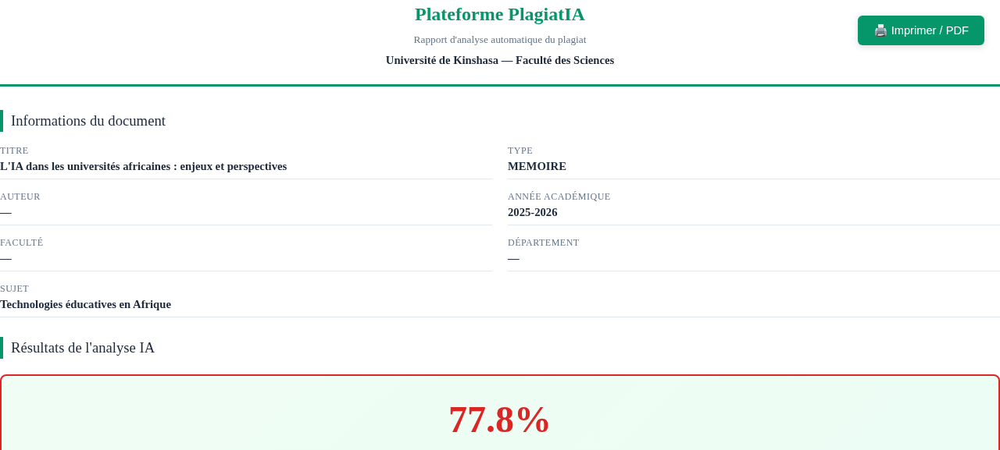 Plateforme PlagiatIA
Rapport d'analyse automatique du plagiat
Université de Kinshasa — Faculté des Sciences
🖨️ Imprimer / PDF
Informations du document
TITRE
L'IA dans les universités africaines : enjeux et perspectives
TYPE
MEMOIRE
AUTEUR
—
ANNÉE ACADÉMIQUE
2025-2026
FACULTÉ
—
DÉPARTEMENT
—
SUJET
Technologies éducatives en Afrique
Résultats de l'analyse IA
77.8%